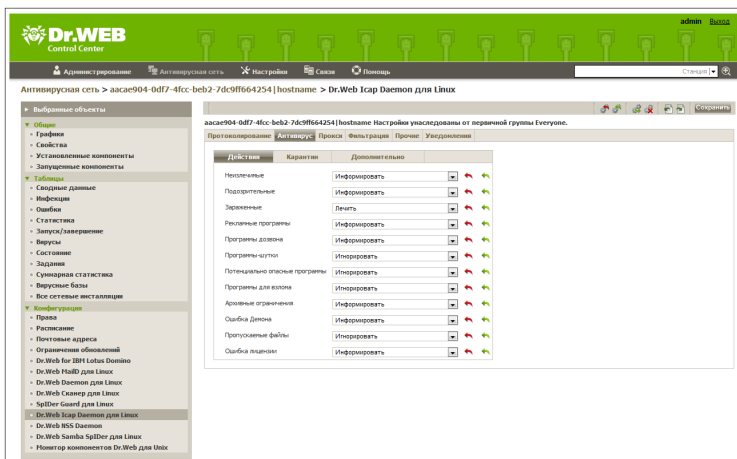 admin Выход
Dr.WEB
Control Center
Администрирование Антивирусная сеть Настройки Связи Помощь
Станция
Антивирусная сеть > aacae904-0df7-4fcc-beb2-7dc9ff664254|hostname > Dr.Web Icap Daemon для Linux
Выбранные объекты
Сохранить
aacae904-0df7-4fcc-beb2-7dc9ff664254|hostname Настройки унаследованы от первичной группы Everyone.
Общие
Графики
Свойства
Установленные компоненты
Запущенные компоненты
Таблицы
Сводные данные
Инфекции
Ошибки
Статистика
Запуск/завершение
Вирусы
Состояние
Задания
Суммарная статистика
Вирусные базы
Все сетевые инсталляции
Конфигурация
Права
Расписание
Почтовые адреса
Ограничения обновлений
Dr.Web for IBM Lotus Domino
Dr.Web MailD для Linux
Dr.Web Daemon для Linux
Dr.Web Сканер для Linux
SpIDer Guard для Linux
Dr.Web Icap Daemon для Linux
Dr.Web NSS Daemon
Dr.Web Samba SpIDer для Linux
Монитор компонентов Dr.Web для Unix
Протоколирование Антивирус Прокси Фильтрация Прочие Уведомления
Действия Карантин Дополнительно
Неизлечимые Информировать
Подозрительные Информировать
Зараженные Лечить
Рекламные программы Информировать
Программы дозвона Информировать
Программы-шутки Игнорировать
Потенциально опасные программы Игнорировать
Программы для взлома Игнорировать
Архивные ограничения Информировать
Ошибка Демона Информировать
Пропускаемые файлы Игнорировать
Ошибка лицензии Информировать